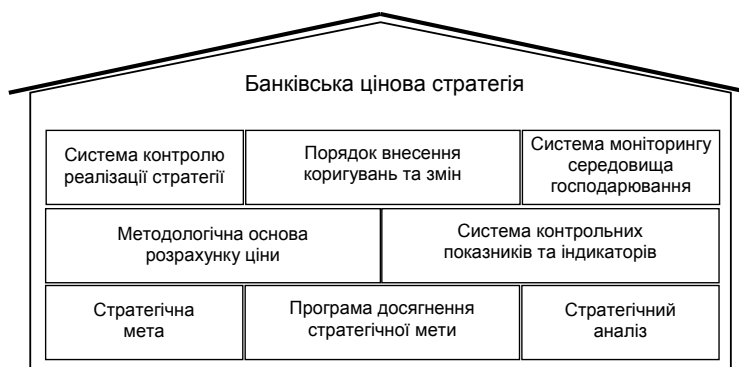 Банківська цінова стратегія
Система контролю
реалізації стратегії
Порядок внесення
коригувань та змін
Система моніторингу
середовища
господарювання
Методологічна основа
розрахунку ціни
Система контрольних
показників та індикаторів
Стратегічна
мета
Програма досягнення
стратегічної мети
Стратегічний
аналіз